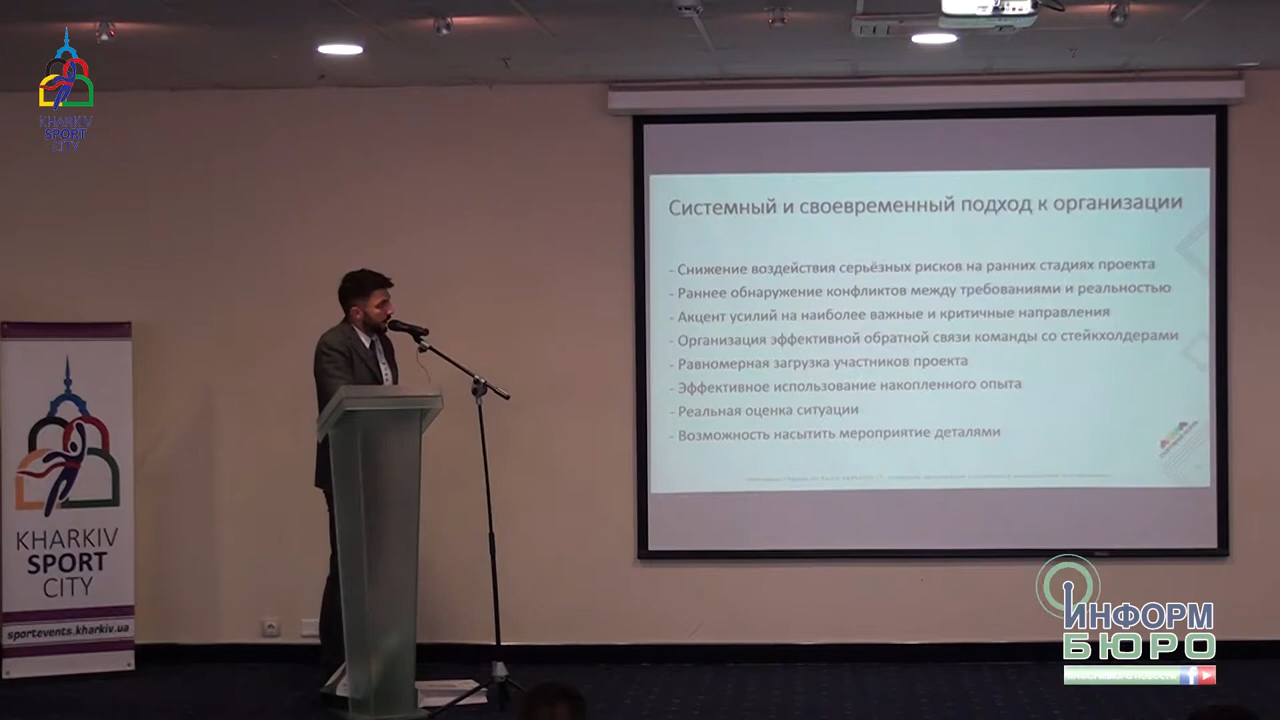 KHARKIV
SPORT
CITY
Системный и своевременный подход к организации
- Снижение воздействия серьёзных рисков на ранних стадиях проекта
- Раннее обнаружение конфликтов между требованиями и реальностью
- Акцент усилий на наиболее важные и критичные направления
- Организация эффективной обратной связи команды со стейкхолдерами
- Равномерная загрузка участников проекта
- Эффективное использование накопленного опыта
- Реальная оценка ситуации
- Возможность насытить мероприятие деталями
KHARKIV
SPORT
CITY
sportevents.kharkiv.ua
ИНФОРМ
БЮРО